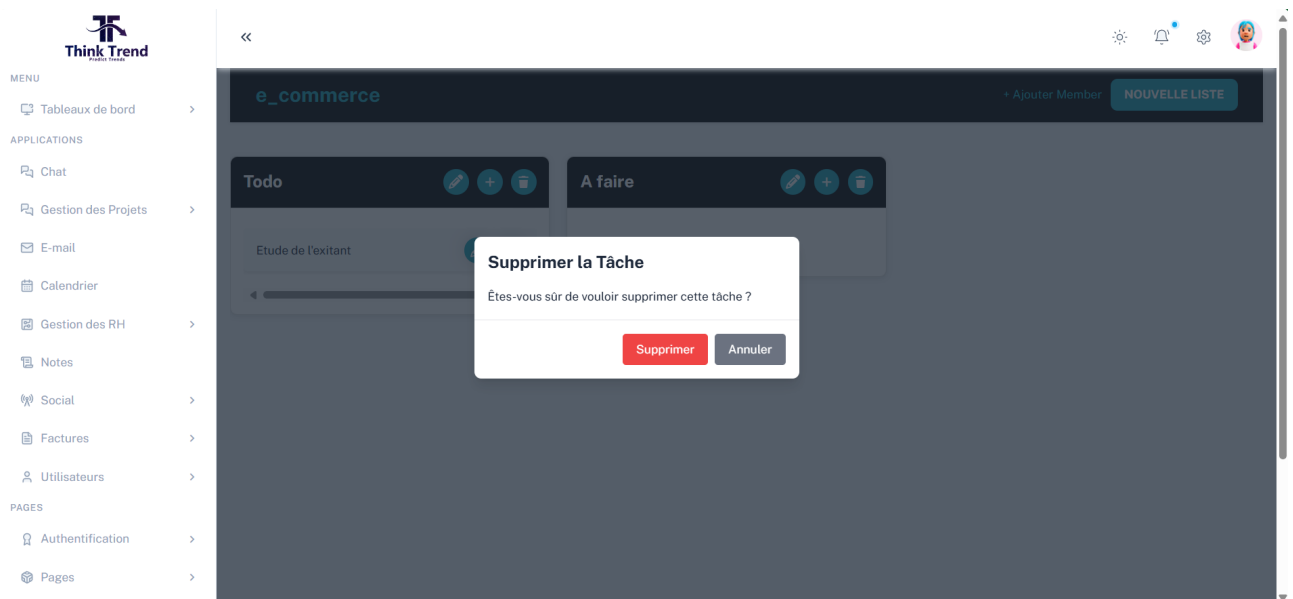 Think Trend
Predict Trends
MENU
Tableaux de bord
APPLICATIONS
Chat
Gestion des Projets
E-mail
Calendrier
Gestion des RH
Notes
Social
Factures
Utilisateurs
PAGES
Authentification
Pages
e_commerce
+ Ajouter Member
NOUVELLE LISTE
Todo
A faire
Etude de l'exitant
Supprimer la Tâche
Êtes-vous sûr de vouloir supprimer cette tâche ?
Supprimer
Annuler